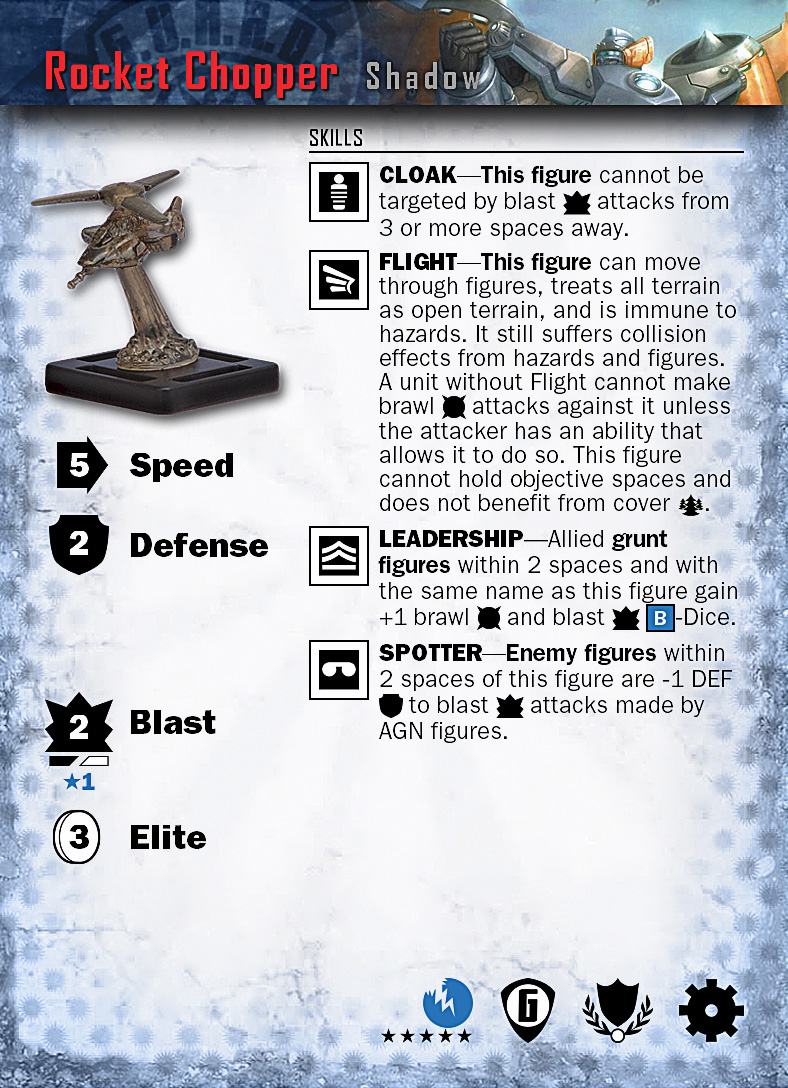 G.U.A.R.D
Rocket Chopper Shadow
SKILLS
CLOAK—This figure cannot be
targeted by blast attacks from
3 or more spaces away.
FLIGHT—This figure can move
through figures, treats all terrain
as open terrain, and is immune to
hazards. It still suffers collision
effects from hazards and figures.
A unit without Flight cannot make
brawl attacks against it unless
the attacker has an ability that
allows it to do so. This figure
cannot hold objective spaces and
does not benefit from cover .
LEADERSHIP—Allied grunt
figures within 2 spaces and with
the same name as this figure gain
+1 brawl and blast B-Dice.
SPOTTER—Enemy figures within
2 spaces of this figure are -1 DEF
to blast attacks made by
AGN figures.
5 Speed
2 Defense
2 Blast
★1
3 Elite
★★★★★
G